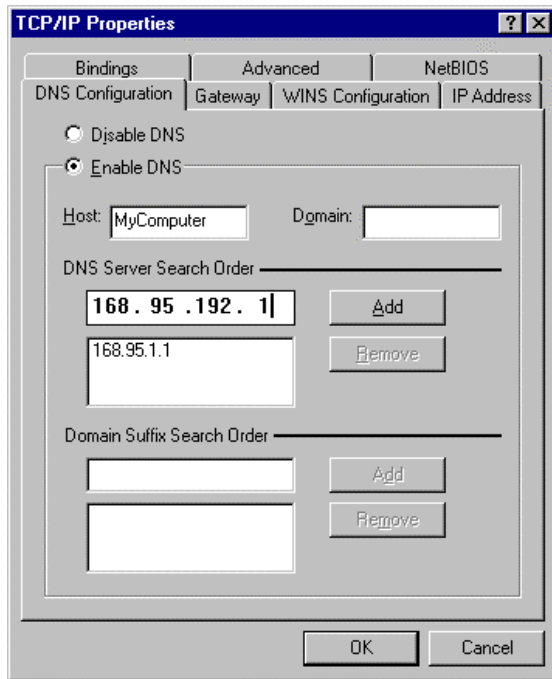 TCP/IP Properties
Bindings Advanced NetBIOS
DNS Configuration Gateway WINS Configuration IP Address
Disable DNS
Enable DNS
Host: MyComputer Domain:
DNS Server Search Order
168. 95 .192. 1 Add
168.95.1.1 Remove
Domain Suffix Search Order
Add
Remove
OK Cancel